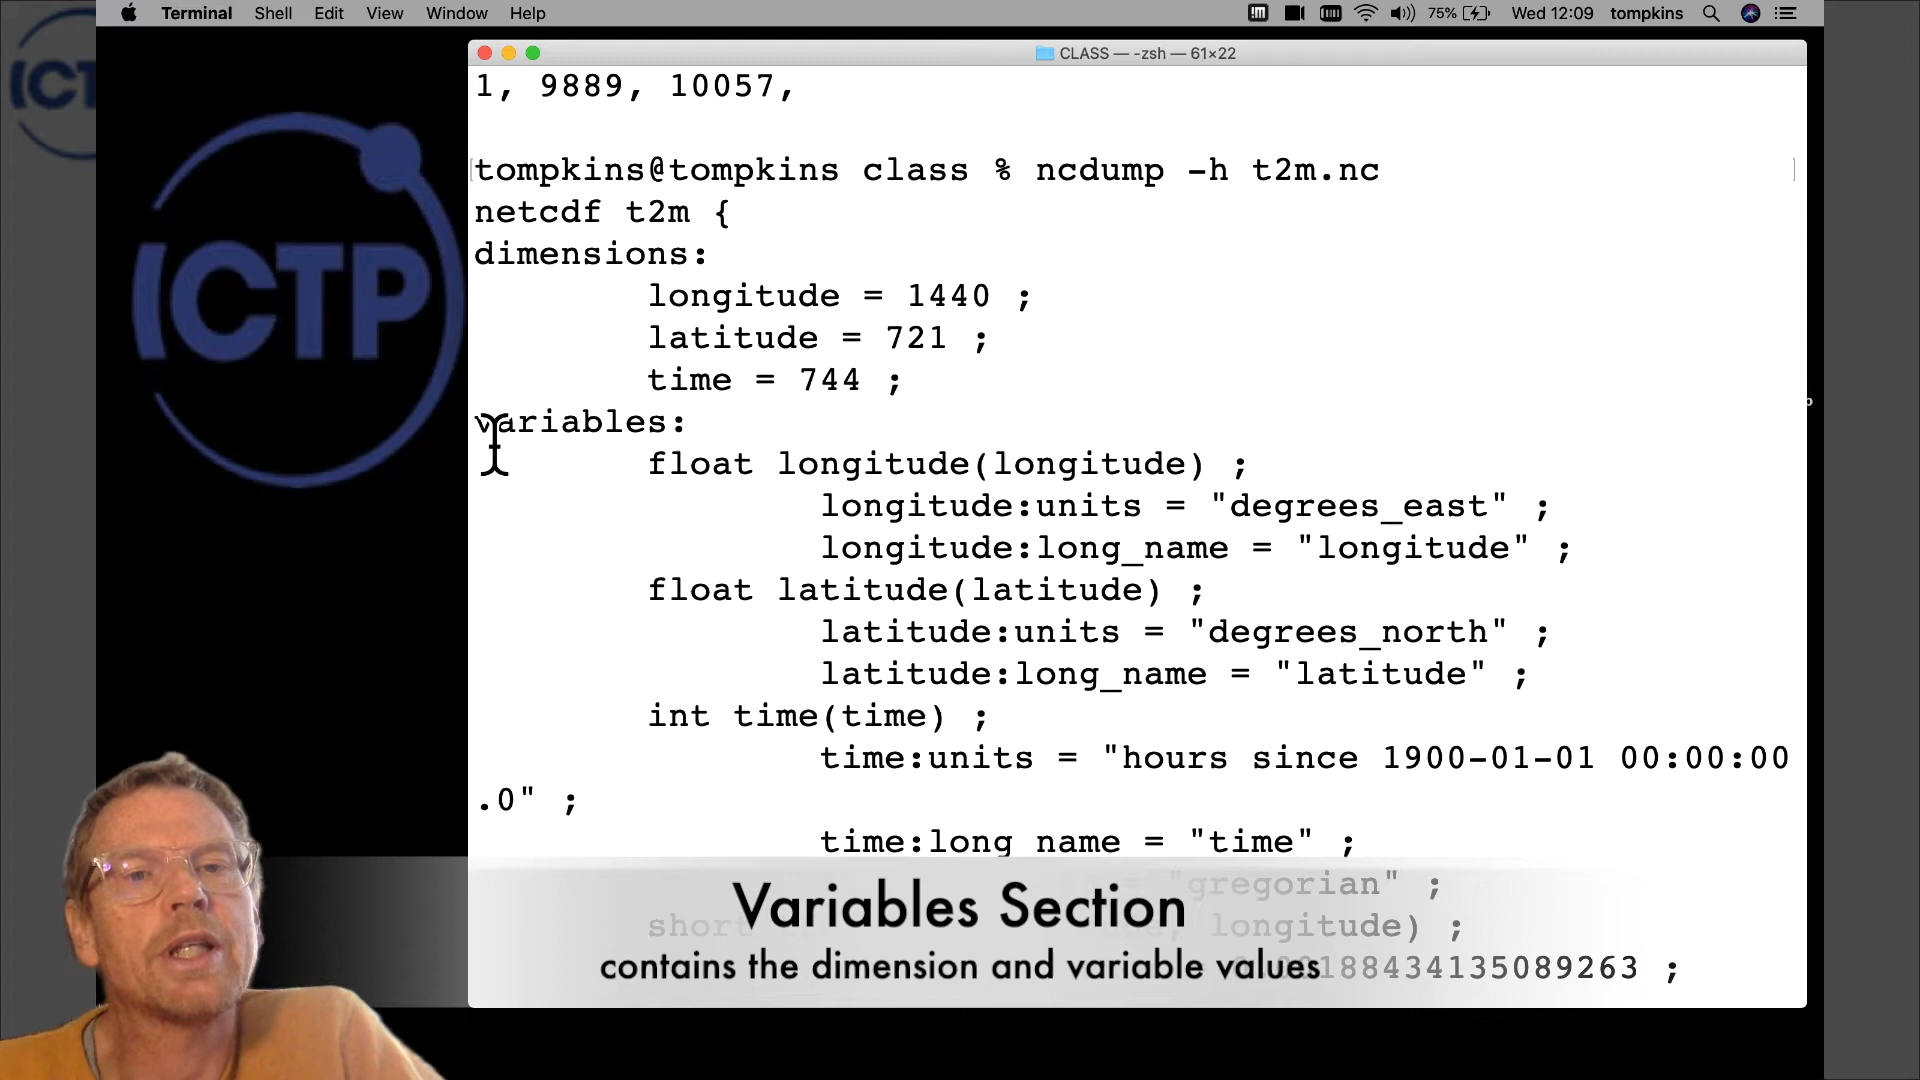 Terminal Shell Edit View Window Help 75% Wed 12:09 tompkins
CLASS — -zsh — 61×22
ICT
ICTP
1, 9889, 10057,
tompkins@tompkins class % ncdump -h t2m.nc
netcdf t2m {
dimensions:
longitude = 1440 ;
latitude = 721 ;
time = 744 ;
variables:
float longitude(longitude) ;
longitude:units = "degrees_east" ;
longitude:long_name = "longitude" ;
float latitude(latitude) ;
latitude:units = "degrees_north" ;
latitude:long_name = "latitude" ;
int time(time) ;
time:units = "hours since 1900-01-01 00:00:00
.0" ;
time:long_name = "time" ;
= "gregorian" ;
short longitude) ;
188434135089263 ;
Variables Section
contains the dimension and variable values